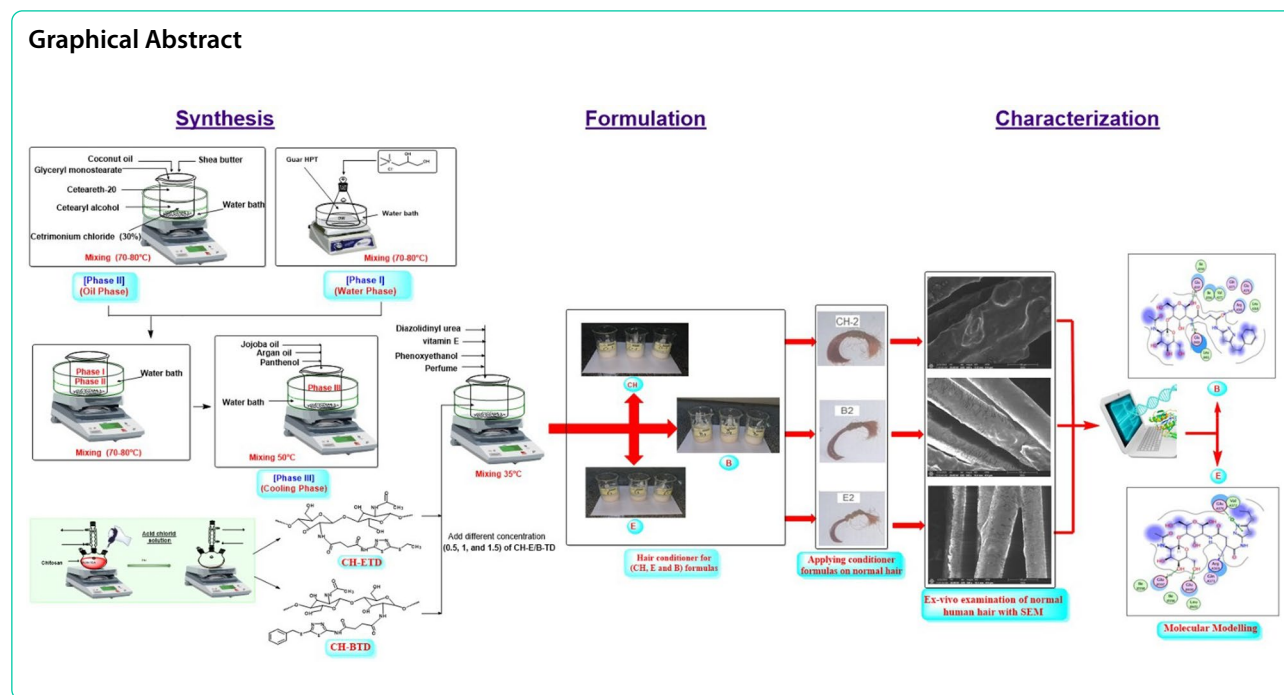 Graphical Abstract
Synthesis
Formulation
Characterization
Coconut oil
Shea butter
Glyceryl monostearate
Ceteareth-20
Cetearyl alcohol
Water bath
Cetrimonium chloride (30%)
Mixing (70-80°C)
[Phase II]
(Oil Phase)
Guar HPT
OH
OH
Water bath
Mixing (70-80°C)
[Phase I]
(Water Phase)
Phase I
Phase II
Water bath
Mixing (70-80°C)
Jojoba oil
Argan oil
Panthenol
Phase III
Water bath
Mixing 50°C
[Phase III]
(Cooling Phase)
Diazolidinyl urea
vitamin E
Phenoxyethanol
Perfume
Mixing 35°C
Acid chlorid
solution
Chitosan
CH-ETD
CH-BTD
Add different concentration
(0.5, 1, and 1.5) of CH-E/B-TD
CH
B
E
Hair conditioner for
(CH, E and B) formulas
CH-2
B2
E2
Applying conditioner
formulas on normal hair
Ex-vivo examination of normal
human hair with SEM
B
E
Molecular Modelling